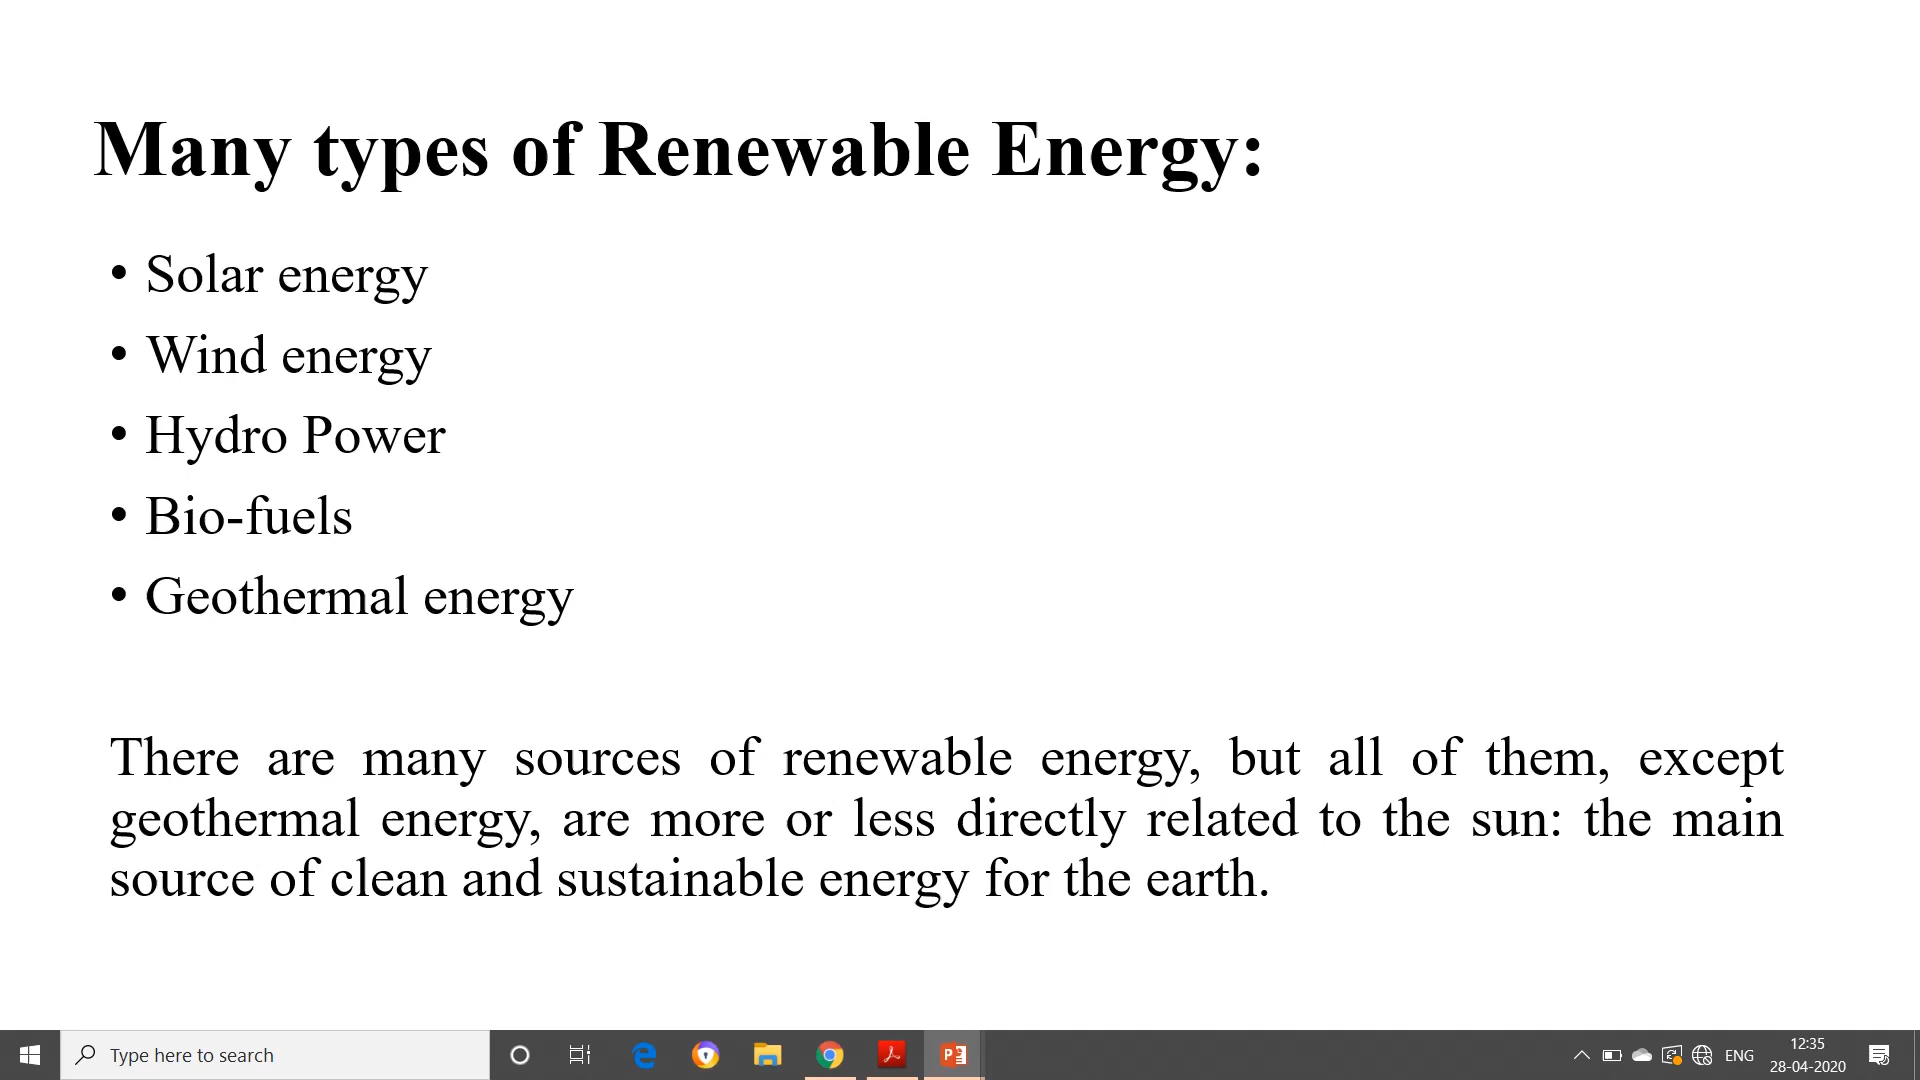 Many types of Renewable Energy:
• Solar energy
• Wind energy
• Hydro Power
• Bio-fuels
• Geothermal energy
There are many sources of renewable energy, but all of them, except
geothermal energy, are more or less directly related to the sun: the main
source of clean and sustainable energy for the earth.
Type here to search
ENG
12:35
28-04-2020